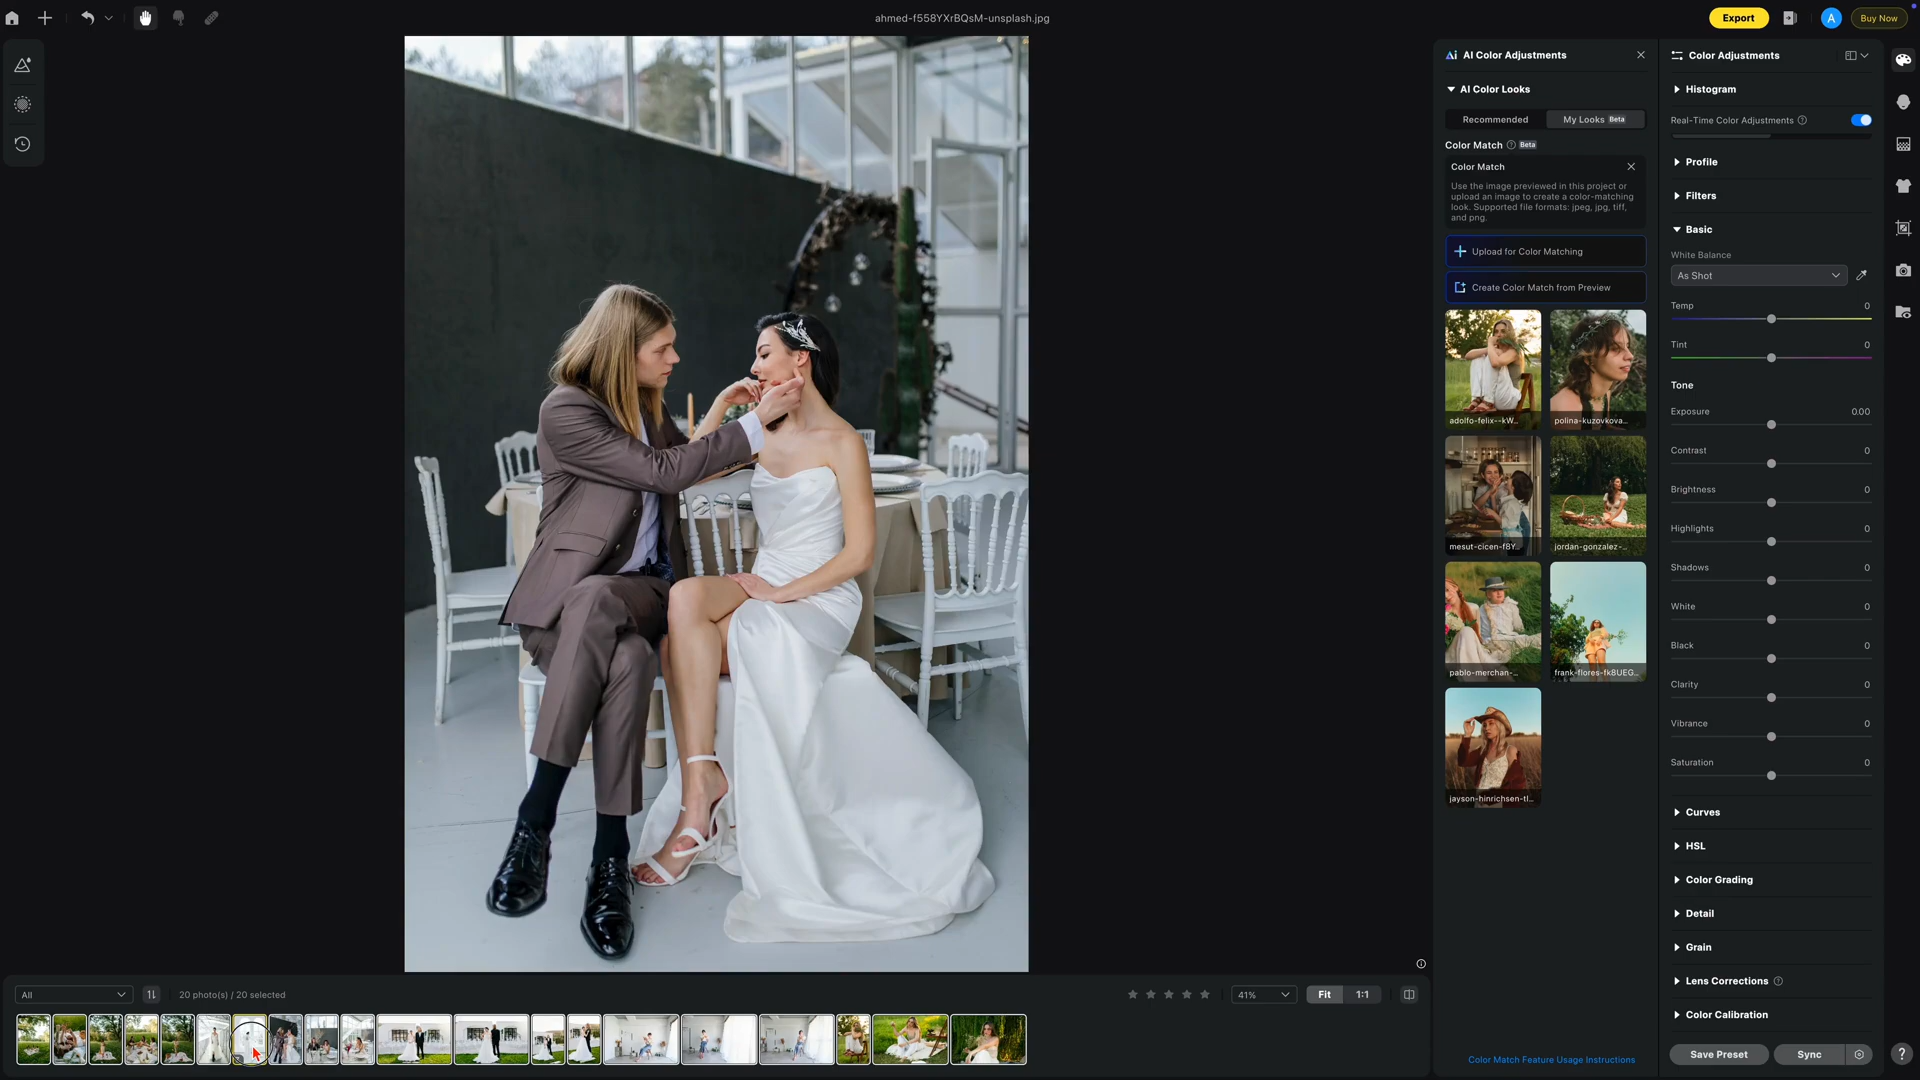 ahmed-f558YXrBQsM-unsplash.jpg
Export
A
Buy Now
Ai AI Color Adjustments
AI Color Looks
Recommended
My Looks Beta
Color Match Beta
Color Match
Use the image previewed in this project or
upload an image to create a color-matching
look. Supported file formats: jpeg, jpg, tiff,
and png.
Upload for Color Matching
Create Color Match from Preview
adolfo-felix--kW...
polina-kuzovkova...
mesut-cicen-f8Y...
jordan-gonzalez-...
pablo-merchan-...
frank-flores-fk8UEG...
jayson-hinrichsen-tl...
Color Match Feature Usage Instructions
Color Adjustments
Histogram
Real-Time Color Adjustments
Profile
Filters
Basic
White Balance
As Shot
Temp 0
Tint 0
Tone
Exposure 0.00
Contrast 0
Brightness 0
Highlights 0
Shadows 0
White 0
Black 0
Clarity 0
Vibrance 0
Saturation 0
Curves
HSL
Color Grading
Detail
Grain
Lens Corrections
Color Calibration
Save Preset
Sync
All
20 photo(s) / 20 selected
41%
Fit
1:1